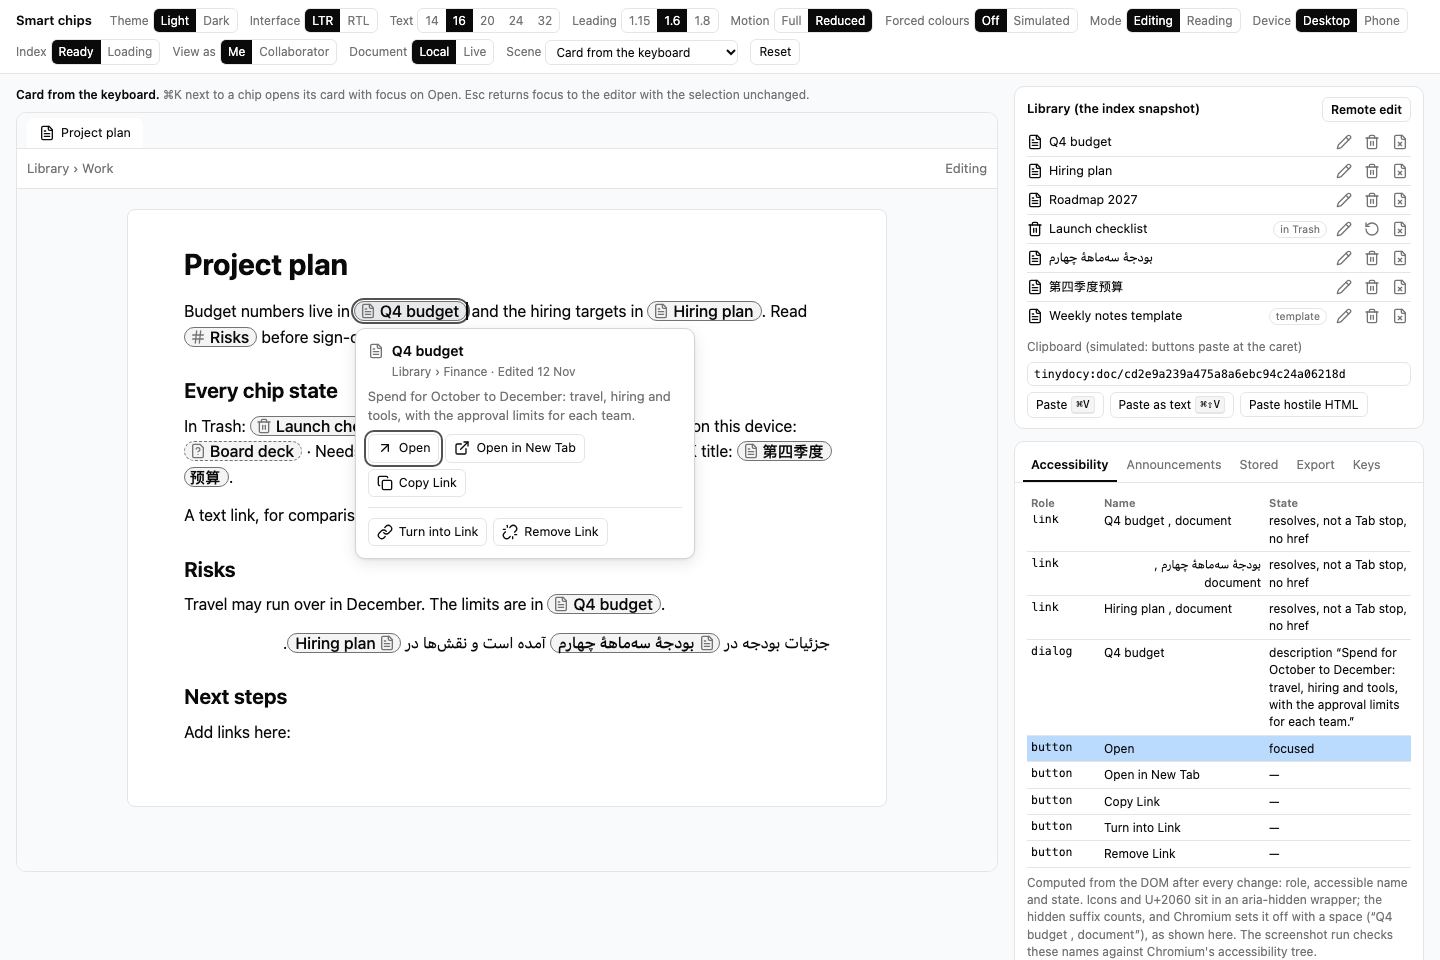 Smart chips Theme Light Dark Interface LTR RTL Text 14 16 20 24 32 Leading 1.15 1.6 1.8 Motion Full Reduced Forced colours Off Simulated Mode Editing Reading Device Desktop Phone
Index Ready Loading View as Me Collaborator Document Local Live Scene Card from the keyboard Reset
Card from the keyboard. ⌘K next to a chip opens its card with focus on Open. Esc returns focus to the editor with the selection unchanged.
Project plan
Library › Work Editing
Project plan
Budget numbers live in Q4 budget and the hiring targets in Hiring plan. Read
# Risks before sign-
Q4 budget
Library › Finance · Edited 12 Nov
Spend for October to December: travel, hiring and
tools, with the approval limits for each team.
Open Open in New Tab
Copy Link
Turn into Link Remove Link
Every chip state
In Trash: Launch on this device:
Board deck · Need title: 第四季度
预算.
A text link, for
Risks
Travel may run over in December. The limits are in Q4 budget.
جزئیات بودجه در بودجهٔ سه‌ماههٔ چهارم آمده است و نقش‌ها در Hiring plan.
Next steps
Add links here:
Library (the index snapshot) Remote edit
Q4 budget
Hiring plan
Roadmap 2027
Launch checklist in Trash
بودجهٔ سه‌ماههٔ چهارم
第四季度预算
Weekly notes template template
Clipboard (simulated: buttons paste at the caret)
tinydocy:doc/cd2e9a239a475a8a6ebc94c24a06218d
Paste ⌘V Paste as text ⌘⇧V Paste hostile HTML
Accessibility Announcements Stored Export Keys
Role Name State
link Q4 budget , document resolves, not a Tab stop,
no href
link بودجهٔ سه‌ماههٔ چهارم , resolves, not a Tab stop,
document no href
link Hiring plan , document resolves, not a Tab stop,
no href
dialog Q4 budget description “Spend for
October to December:
travel, hiring and tools,
with the approval limits
for each team.”
button Open focused
button Open in New Tab —
button Copy Link —
button Turn into Link —
button Remove Link —
Computed from the DOM after every change: role, accessible name
and state. Icons and U+2060 sit in an aria-hidden wrapper; the
hidden suffix counts, and Chromium sets it off with a space (“Q4
budget , document”), as shown here. The screenshot run checks
these names against Chromium's accessibility tree.